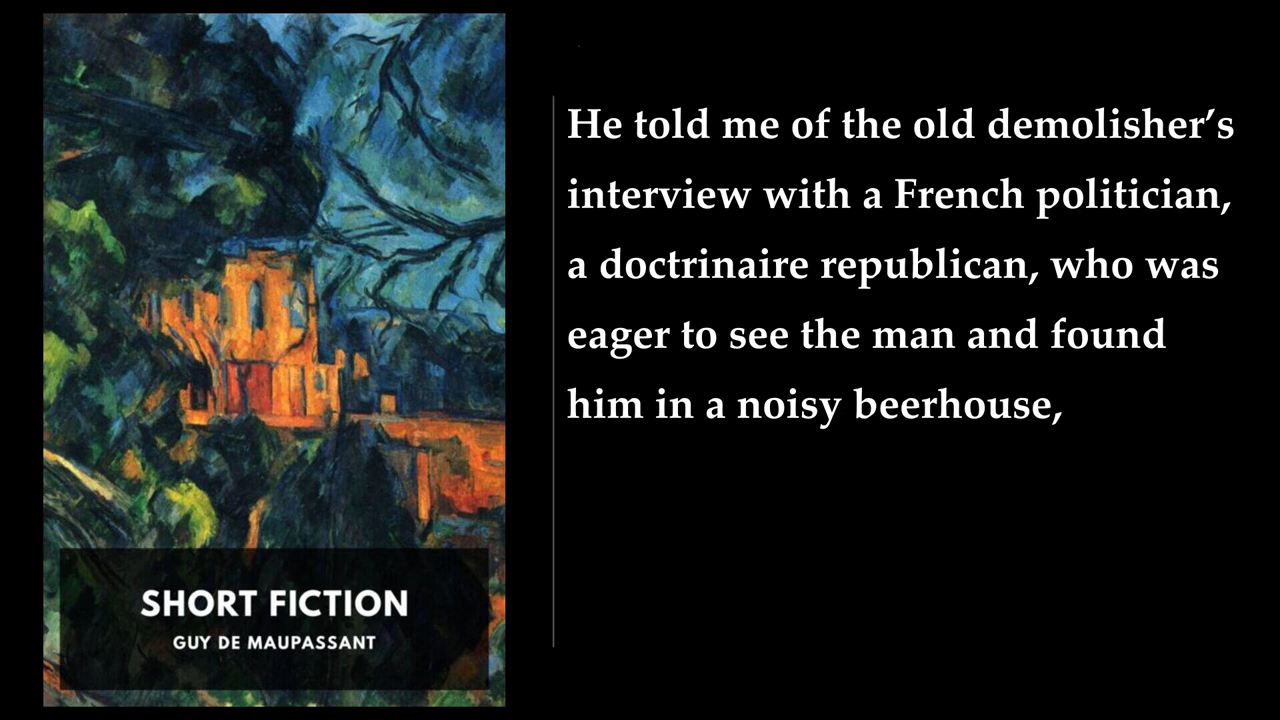 He told me of the old demolisher’s
interview with a French politician,
a doctrinaire republican, who was
eager to see the man and found
him in a noisy beerhouse,
SHORT FICTION
GUY DE MAUPASSANT